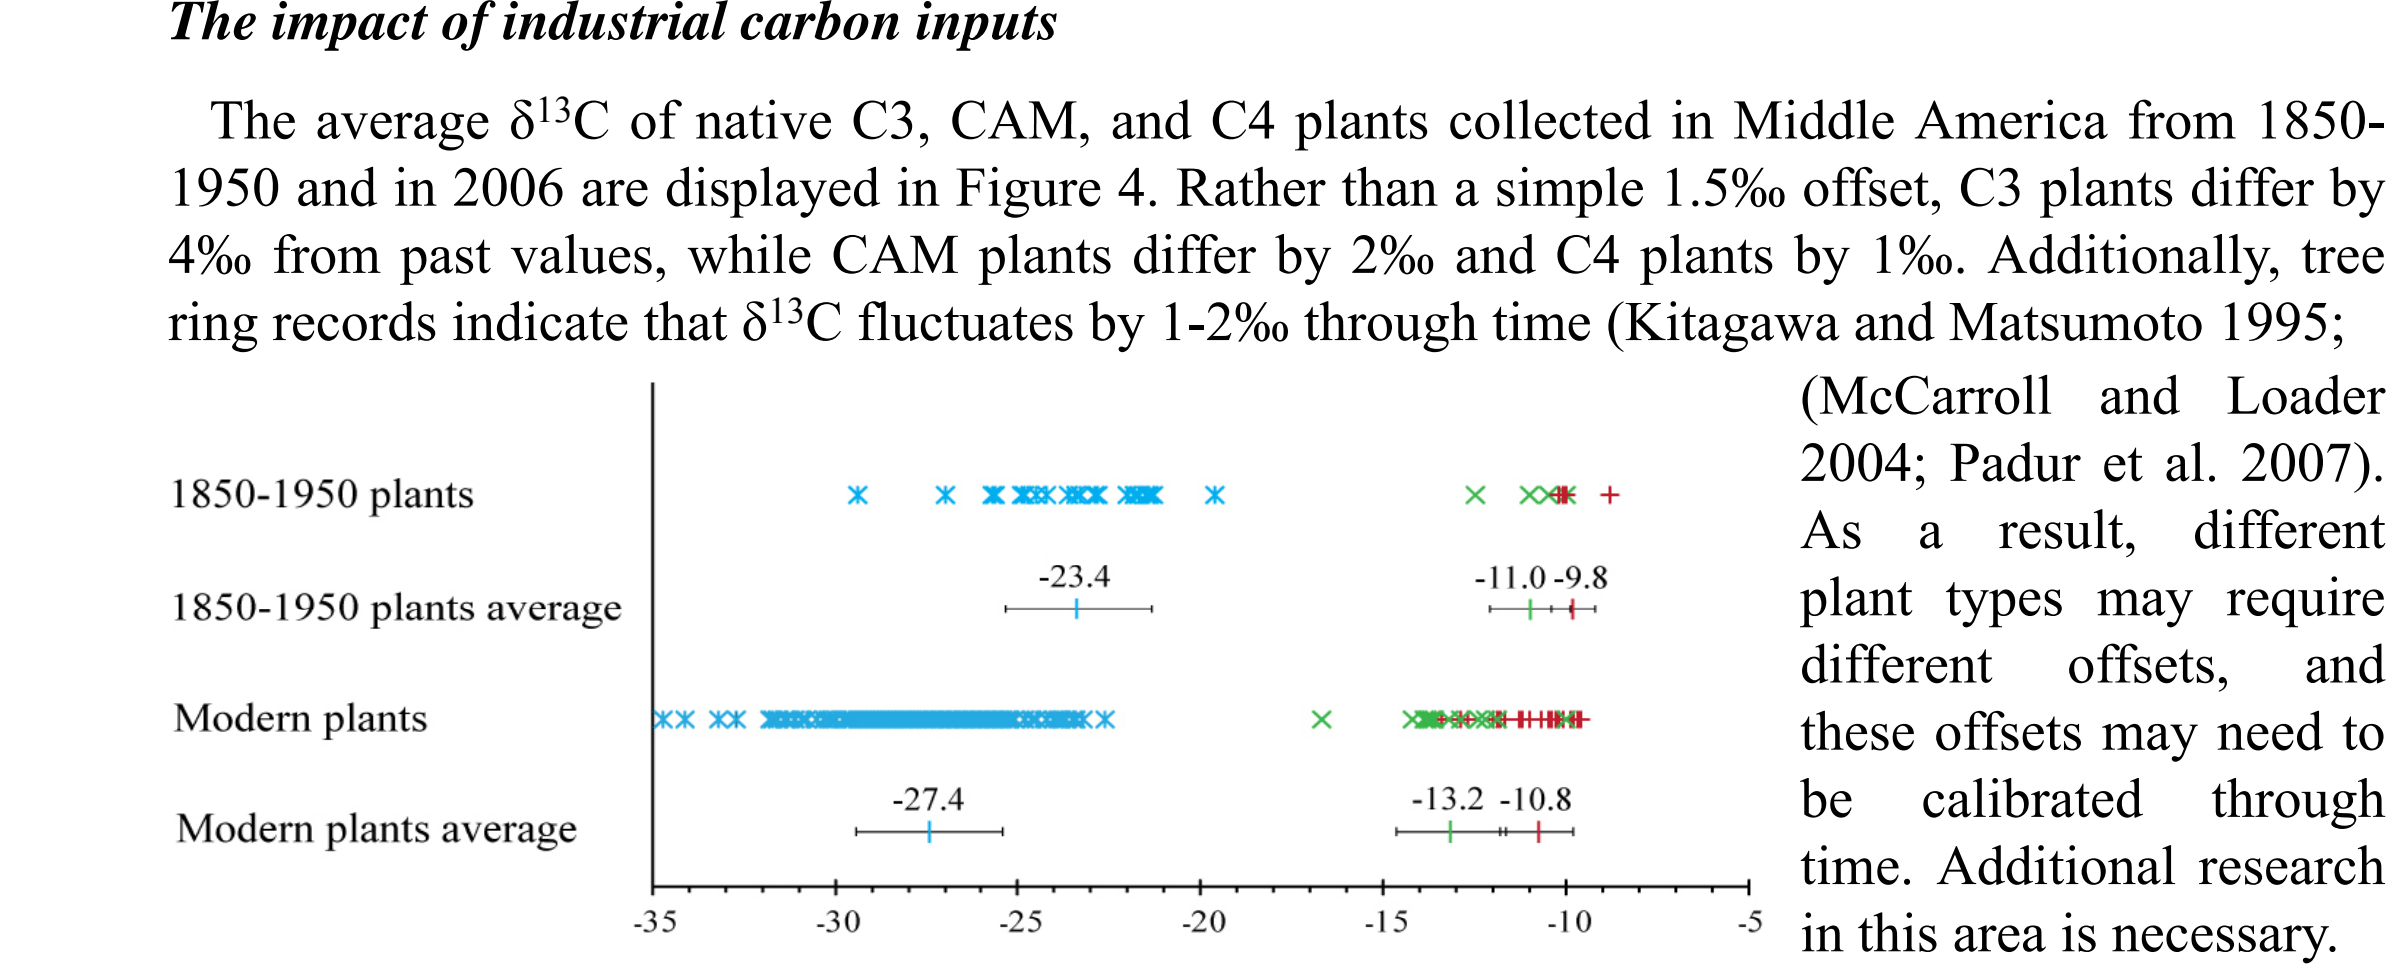 The impact of industrial carbon inputs
The average δ¹³C of native C3, CAM, and C4 plants collected in Middle America from 1850-
1950 and in 2006 are displayed in Figure 4. Rather than a simple 1.5‰ offset, C3 plants differ by
4‰ from past values, while CAM plants differ by 2‰ and C4 plants by 1‰. Additionally, tree
ring records indicate that δ¹³C fluctuates by 1-2‰ through time (Kitagawa and Matsumoto 1995;
(McCarroll and Loader
2004; Padur et al. 2007).
As a result, different
plant types may require
different offsets, and
these offsets may need to
be calibrated through
time. Additional research
in this area is necessary.
1850-1950 plants
-23.4 -11.0 -9.8
1850-1950 plants average
Modern plants
-27.4 -13.2 -10.8
Modern plants average
-35 -30 -25 -20 -15 -10 -5